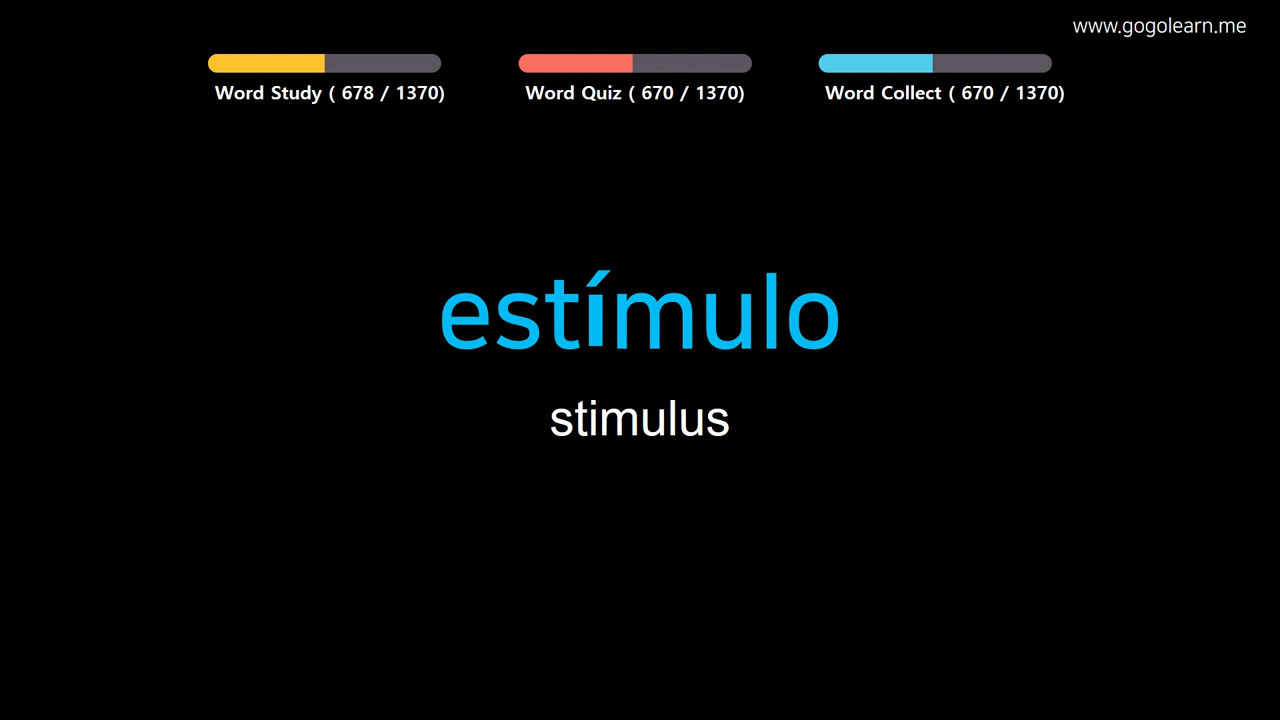 www.gogolearn.me
Word Study ( 678 / 1370)
Word Quiz ( 670 / 1370)
Word Collect ( 670 / 1370)
estímulo
stimulus